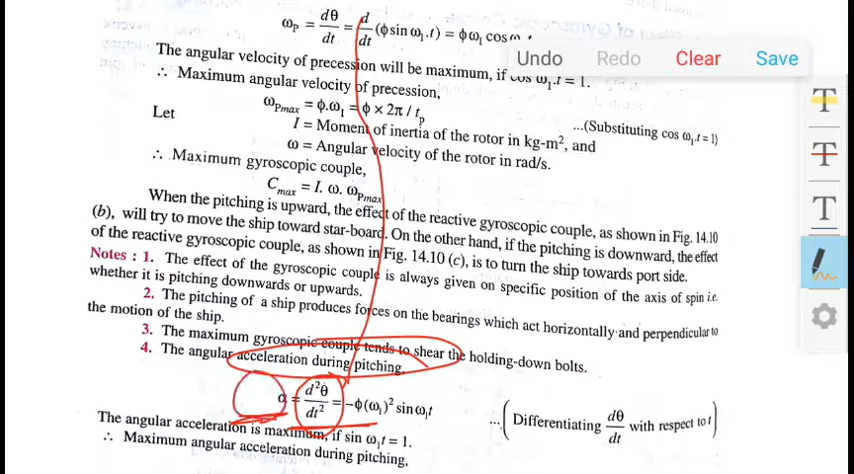 ωP = dθ/dt = d/dt (ϕ sin ω1.t) = ϕ ω1 cos ω1 t
Undo Redo Clear Save
The angular velocity of precession will be maximum, if cos ω1.t = 1.
∴ Maximum angular velocity of precession,
ωPmax = ϕ.ω1 = ϕ × 2π / tp
...(Substituting cos ω1.t = 1)
Let I = Moment of inertia of the rotor in kg-m², and
ω = Angular velocity of the rotor in rad/s.
∴ Maximum gyroscopic couple,
Cmax = I. ω. ωPmax
When the pitching is upward, the effect of the reactive gyroscopic couple, as shown in Fig. 14.10
(b), will try to move the ship toward star-board. On the other hand, if the pitching is downward, the effect
of the reactive gyroscopic couple, as shown in Fig. 14.10 (c), is to turn the ship towards port side.
Notes : 1. The effect of the gyroscopic couple is always given on specific position of the axis of spin i.e.
whether it is pitching downwards or upwards.
2. The pitching of a ship produces forces on the bearings which act horizontally and perpendicular to
the motion of the ship.
3. The maximum gyroscopic couple tends to shear the holding-down bolts.
4. The angular acceleration during pitching,
α = d²θ/dt² = –ϕ(ω1)² sin ω1t ...(Differentiating dθ/dt with respect to t)
The angular acceleration is maximum, if sin ω1t = 1.
∴ Maximum angular acceleration during pitching,
T
T
T